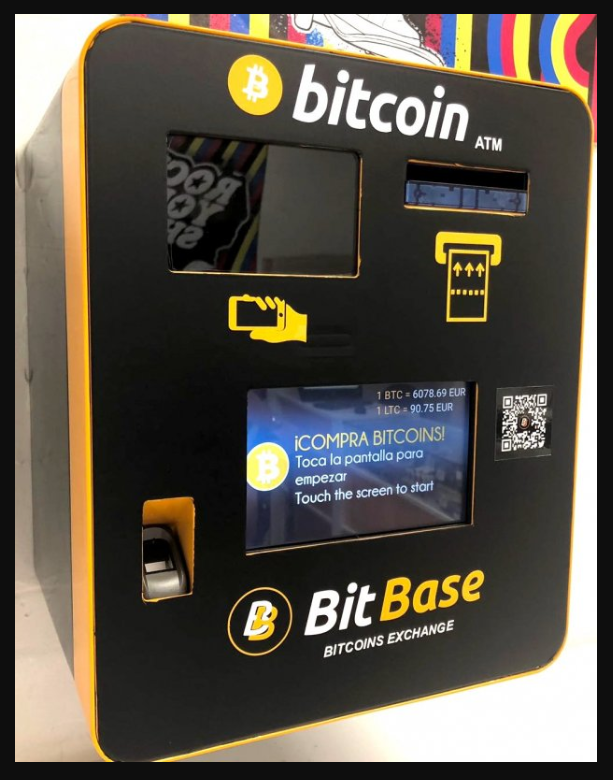 bitcoin
ATM
1 BTC = 6078.69 EUR
1 LTC = 90.75 EUR
¡COMPRA BITCOINS!
Toca la pantalla para
empezar
Touch the screen to start
BitBase
BITCOINS EXCHANGE